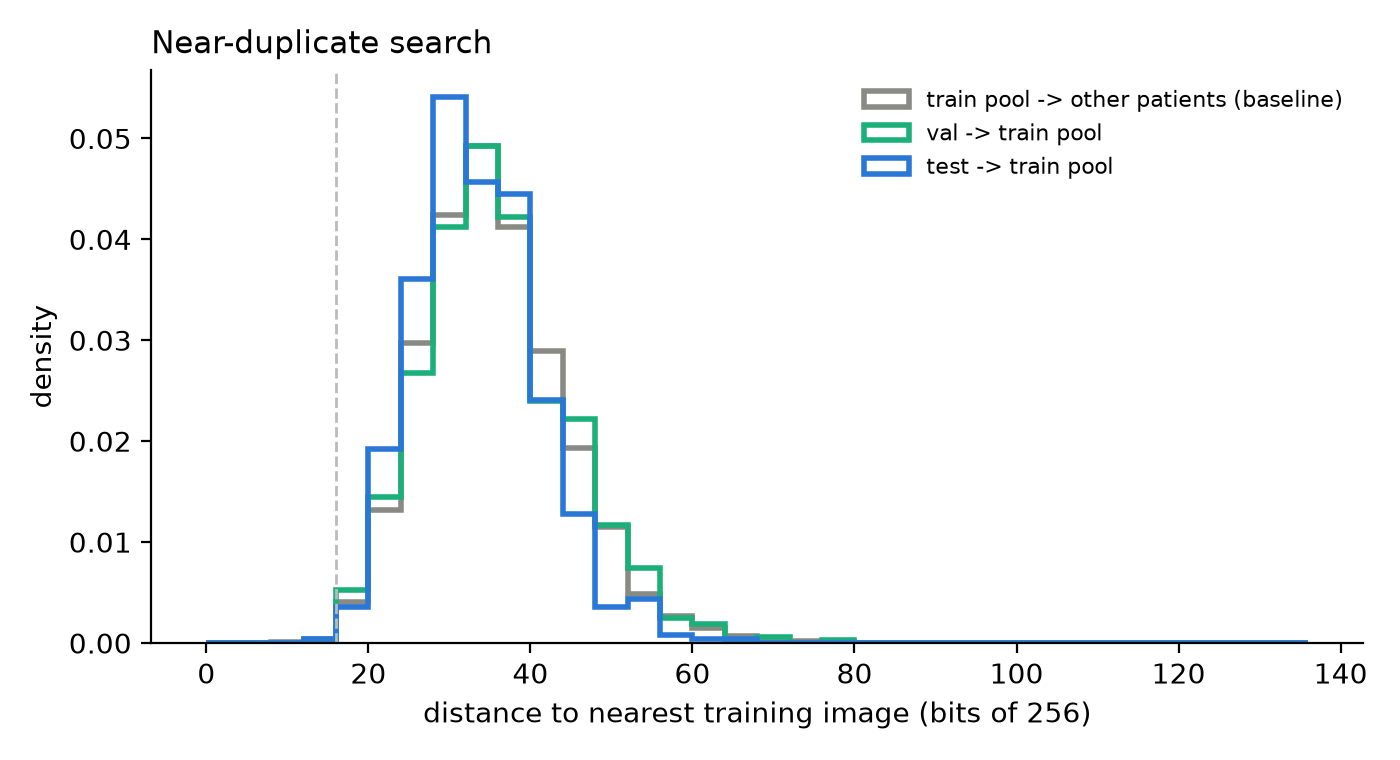 Near-duplicate search
train pool -> other patients (baseline)
val -> train pool
test -> train pool
density
0.05
0.04
0.03
0.02
0.01
0.00
0 20 40 60 80 100 120 140
distance to nearest training image (bits of 256)